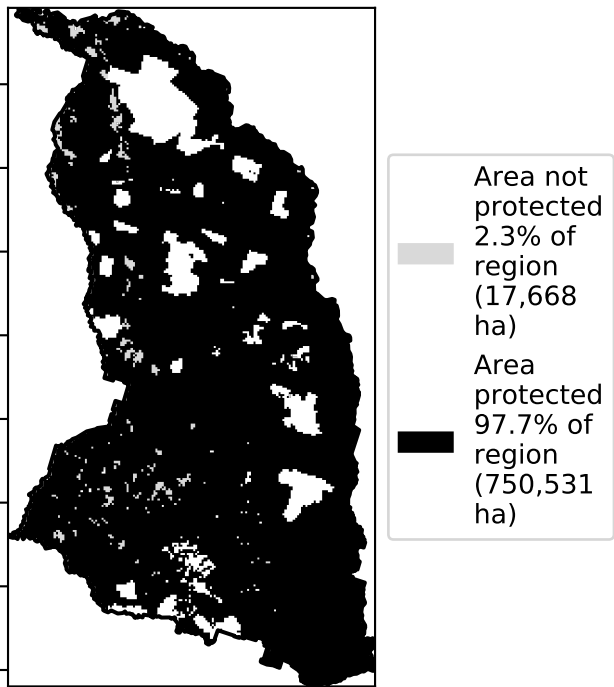 Area not
protected
2.3% of
region
(17,668
ha)
Area
protected
97.7% of
region
(750,531
ha)